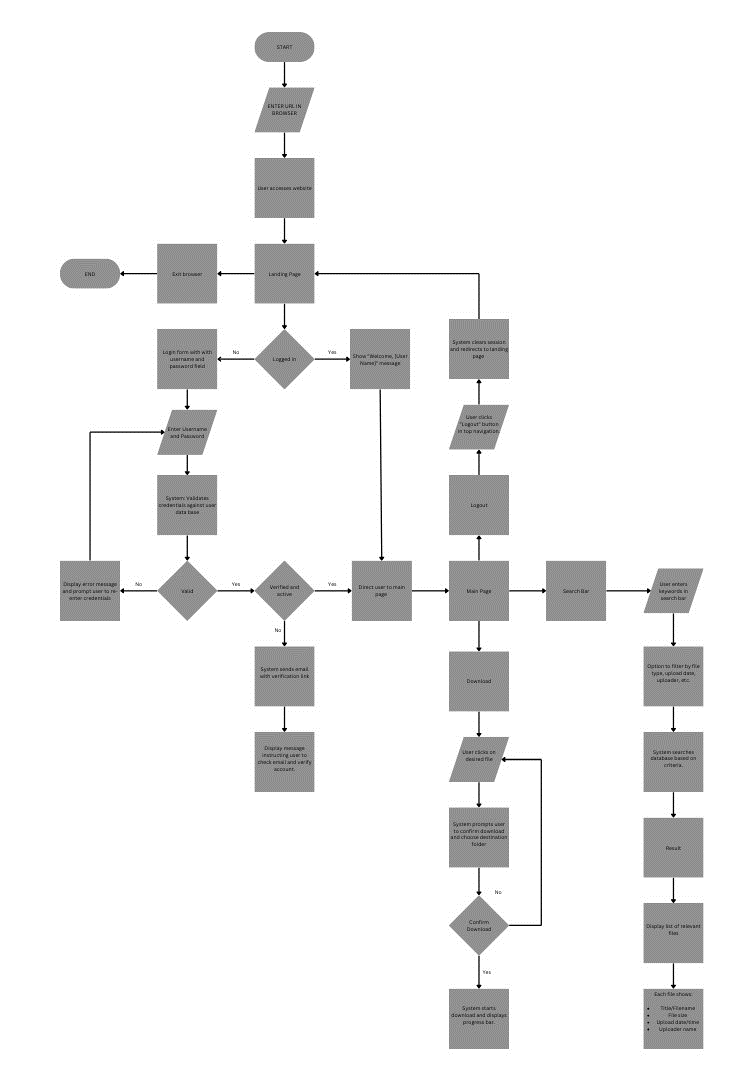 START
ENTER URL IN
BROWSER
User accesses website
END
Exit browser
Landing Page
Login form with with
username and
password field
No
Logged in
Yes
Show "Welcome, [User
Name]" message
System clears session
and redirects to landing
page
Enter Username
and Password
User clicks
"Logout" button
in top navigation.
System: Validates
credentials against user
data base
Logout
Display error message
and prompt user to re-
enter credentials
No
Valid
Yes
Verified and
active
Yes
Direct user to main
page
Main Page
Search Bar
User enters
keywords in
search bar
No
System sends email
with verification link
Download
Option to filter by file
type, upload date,
uploader, etc.
Display message
instructing user to
check email and verify
account.
User clicks on
desired file
System searches
database based on
criteria.
System prompts user
to confirm download
and choose destination
folder
Result
No
Confirm
Download
Display list of relevant
files
Yes
System starts
download and displays
progress bar.
Each file shows:
• Title/Filename
• File size
• Upload date/time
• Uploader name